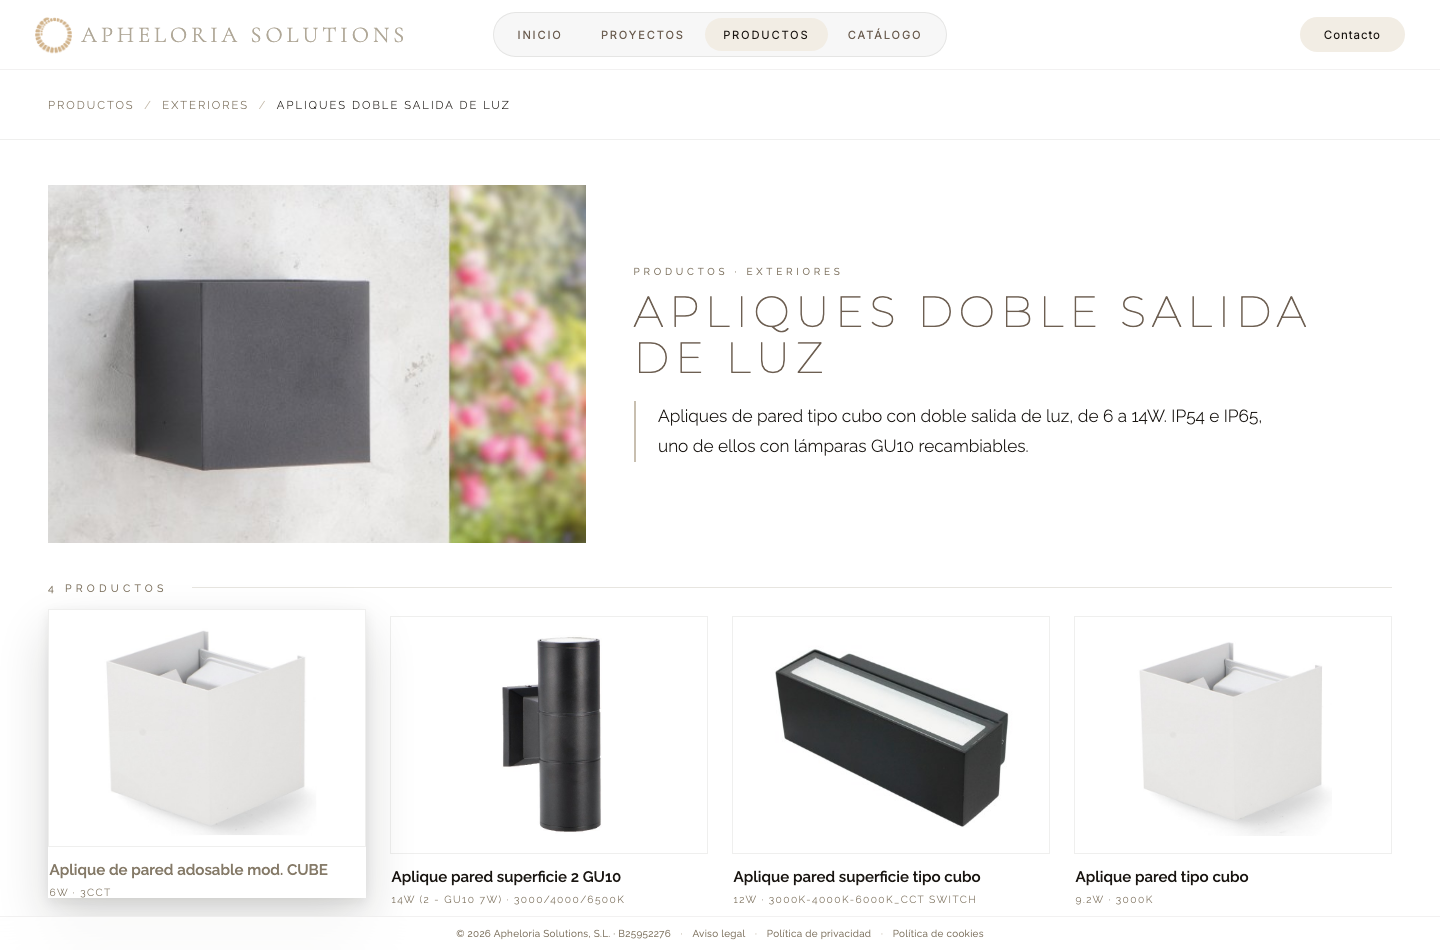 APHELORIA SOLUTIONS
INICIO
PROYECTOS
PRODUCTOS
CATÁLOGO
Contacto
PRODUCTOS / EXTERIORES / APLIQUES DOBLE SALIDA DE LUZ
PRODUCTOS · EXTERIORES
APLIQUES DOBLE SALIDA
DE LUZ
Apliques de pared tipo cubo con doble salida de luz, de 6 a 14W. IP54 e IP65,
uno de ellos con lámparas GU10 recambiables.
4 PRODUCTOS
Aplique de pared adosable mod. CUBE
6W · 3CCT
Aplique pared superficie 2 GU10
14W (2 - GU10 7W) · 3000/4000/6500K
Aplique pared superficie tipo cubo
12W · 3000K-4000K-6000K_CCT SWITCH
Aplique pared tipo cubo
9.2W · 3000K
© 2026 Apheloria Solutions, S.L. · B25952276 · Aviso legal · Política de privacidad · Política de cookies